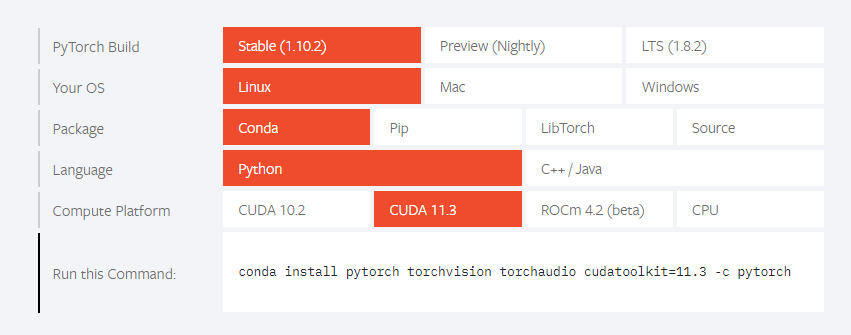 PyTorch Build Stable (1.10.2) Preview (Nightly) LTS (1.8.2)
Your OS Linux Mac Windows
Package Conda Pip LibTorch Source
Language Python C++ / Java
Compute Platform CUDA 10.2 CUDA 11.3 ROCm 4.2 (beta) CPU
Run this Command: conda install pytorch torchvision torchaudio cudatoolkit=11.3 -c pytorch